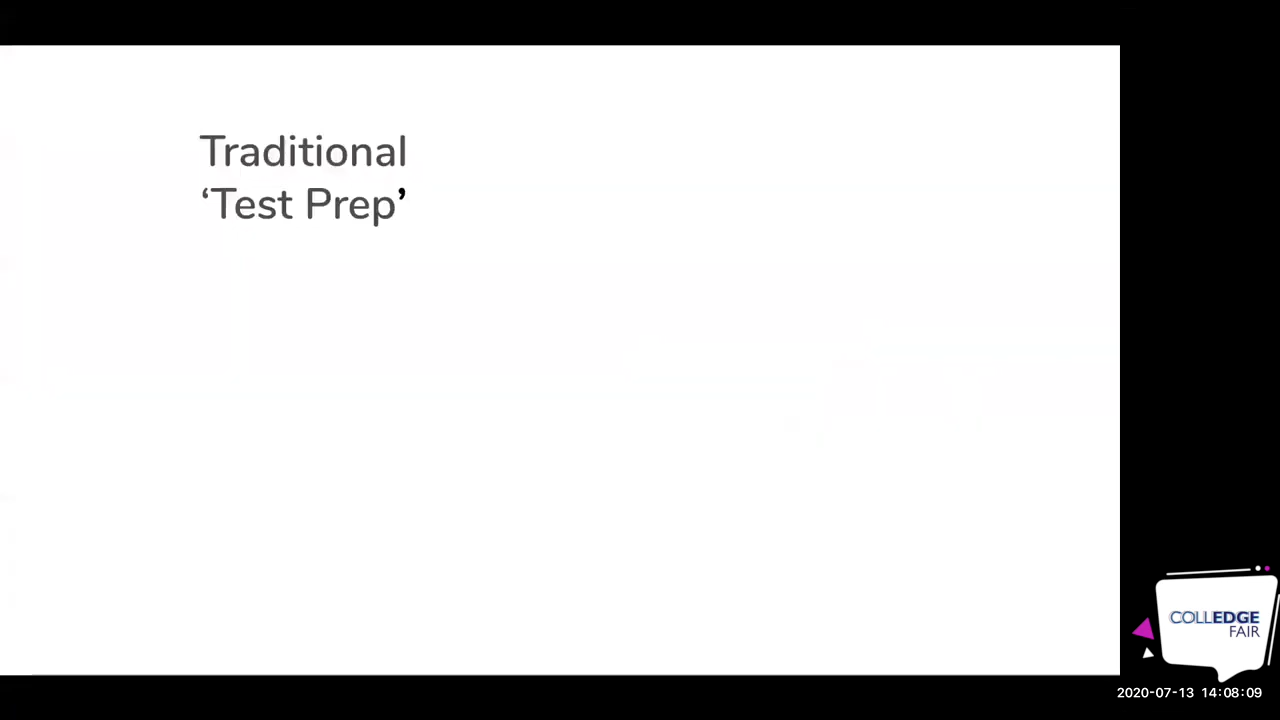 Traditional
‘Test Prep’
COLLEDGE
FAIR
2020-07-13 14:08:09